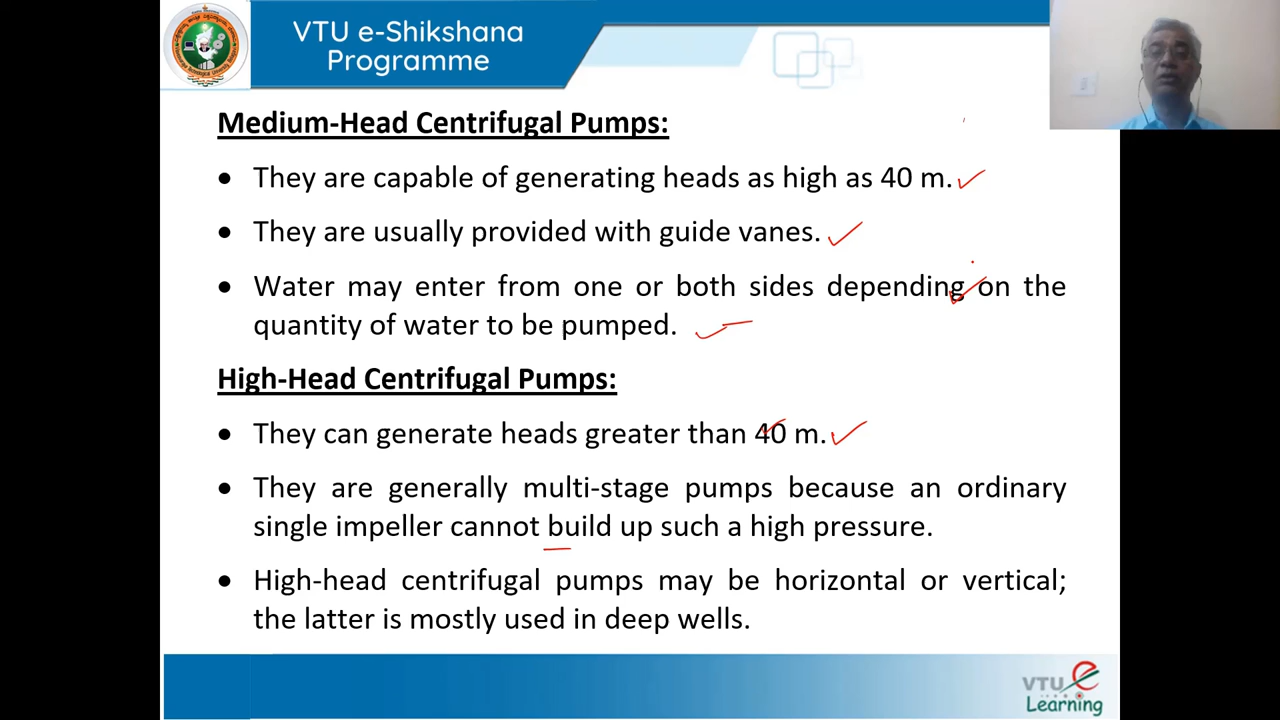 VTU e-Shikshana
Programme
Medium-Head Centrifugal Pumps:
• They are capable of generating heads as high as 40 m.
• They are usually provided with guide vanes.
• Water may enter from one or both sides depending on the
quantity of water to be pumped.
High-Head Centrifugal Pumps:
• They can generate heads greater than 40 m.
• They are generally multi-stage pumps because an ordinary
single impeller cannot build up such a high pressure.
• High-head centrifugal pumps may be horizontal or vertical;
the latter is mostly used in deep wells.
VTU e
Learning